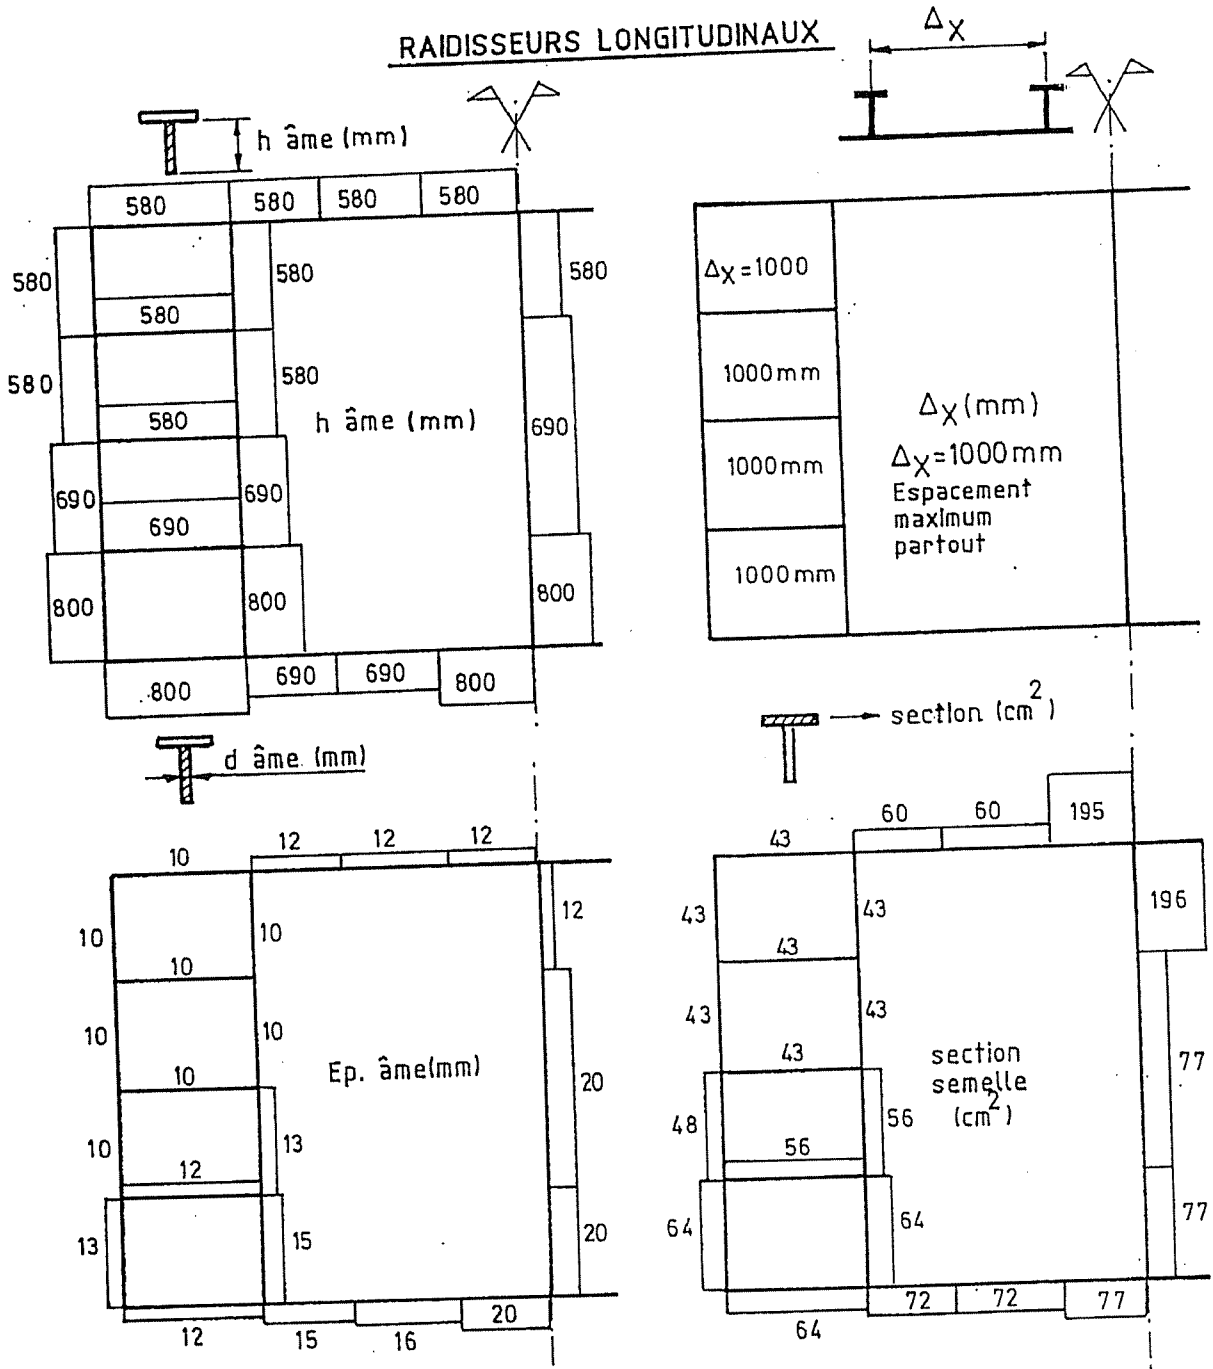 RAIDISSEURS LONGITUDINAUX
Δx
h âme (mm)
580 580 580 580
580 580 580
580
580 580
h âme (mm)
580
690
690 690
690
800 800 800
800 690 690 800
Δx=1000
1000mm
1000mm
1000mm
Δx (mm)
Δx=1000mm
Espacement
maximum
partout
d âme (mm)
10 12 12 12
10 10 12
10
10 10
Ep. âme(mm)
20
10
10 13
12
13 15 20
12 15 16 20
section (cm²)
43 60 60 195
43 43 196
43
43 43
43
section
semelle
(cm²)
77
48 56
56
64 64 77
64 72 72 77